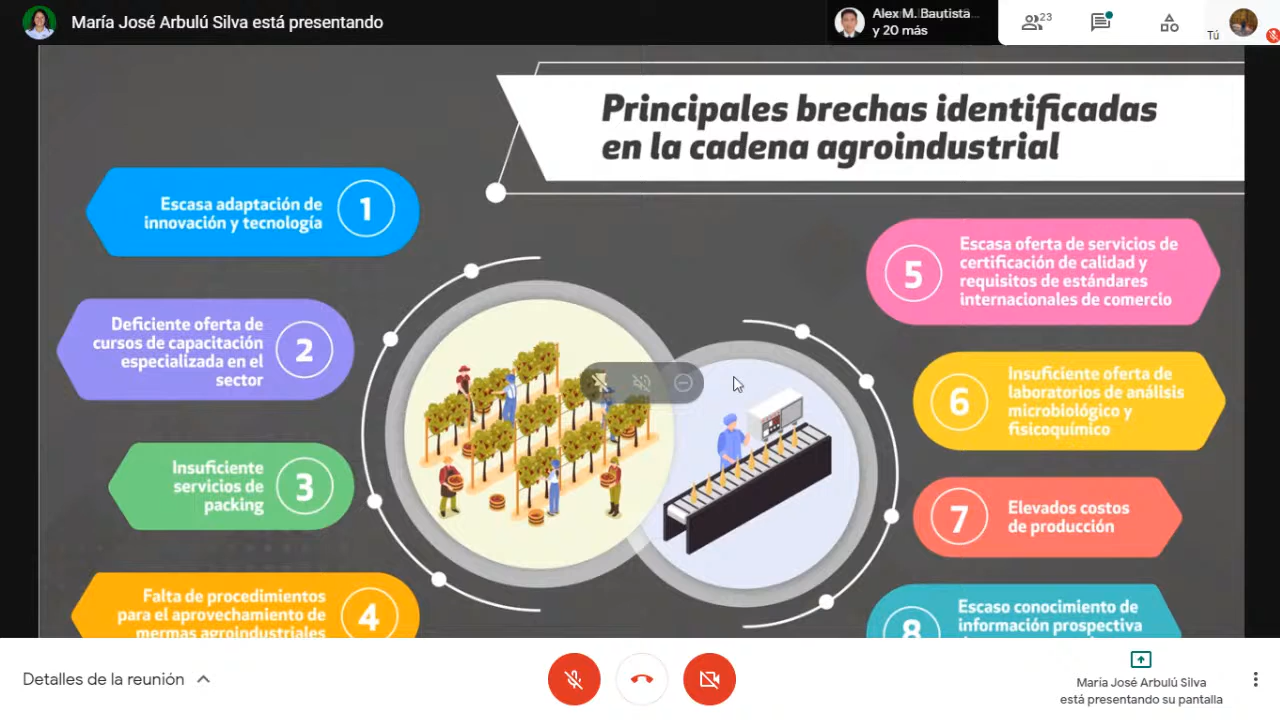 María José Arbulú Silva está presentando
Alex M. Bautista...
y 20 más
23
Tú
Principales brechas identificadas
en la cadena agroindustrial
Escasa adaptación de
innovación y tecnología
1
Deficiente oferta de
cursos de capacitación
especializada en el
sector
2
Insuficiente
servicios de
packing
3
Falta de procedimientos
para el aprovechamiento de
mermas agroindustriales
4
5
Escasa oferta de servicios de
certificación de calidad y
requisitos de estándares
internacionales de comercio
6
Insuficiente oferta de
laboratorios de análisis
microbiológico y
fisicoquímico
7
Elevados costos
de producción
8
Escaso conocimiento de
información prospectiva
Detalles de la reunión
María José Arbulú Silva
está presentando su pantalla